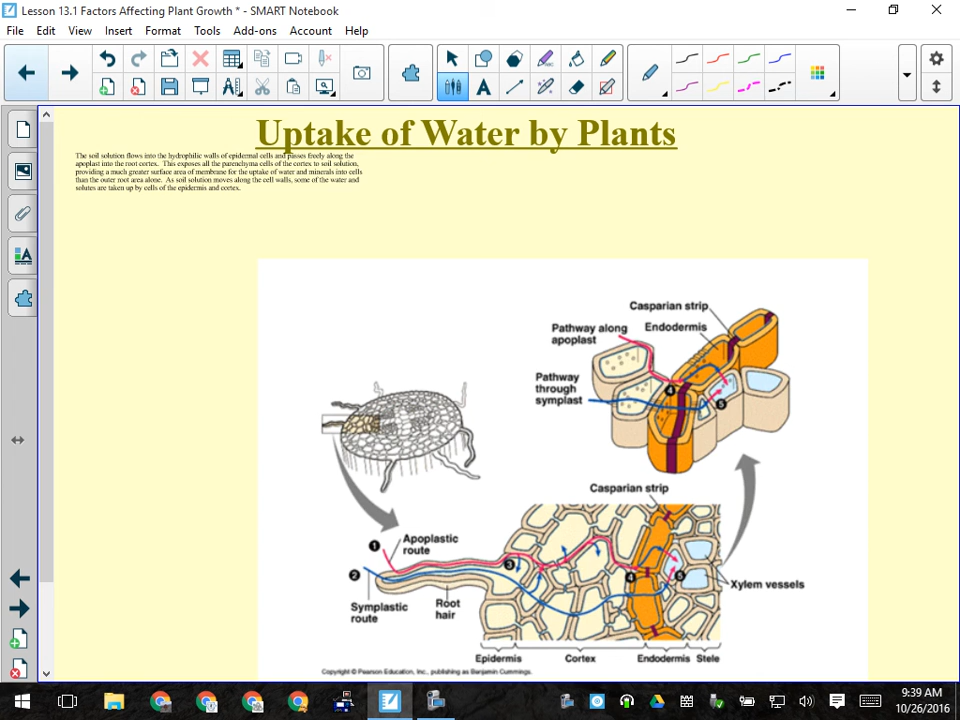 Lesson 13.1 Factors Affecting Plant Growth * - SMART Notebook
File Edit View Insert Format Tools Add-ons Account Help
Uptake of Water by Plants
The soil solution flows into the hydrophilic walls of epidermal cells and passes freely along the
apoplast into the root cortex. This exposes all the parenchyma cells of the cortex to soil solution,
providing a much greater surface area of membrane for the uptake of water and minerals into cells
than the outer root area alone. As soil solution moves along the cell walls, some of the water and
solutes are taken up by cells of the epidermis and cortex.
Casparian strip
Pathway along
apoplast
Endodermis
Pathway
through
symplast
4
5
Casparian strip
1
Apoplastic
route
2
3
4
5
Symplastic
route
Root
hair
Xylem vessels
Epidermis Cortex Endodermis Stele
Copyright © Pearson Education, Inc., publishing as Benjamin Cummings.
9:39 AM
10/26/2016